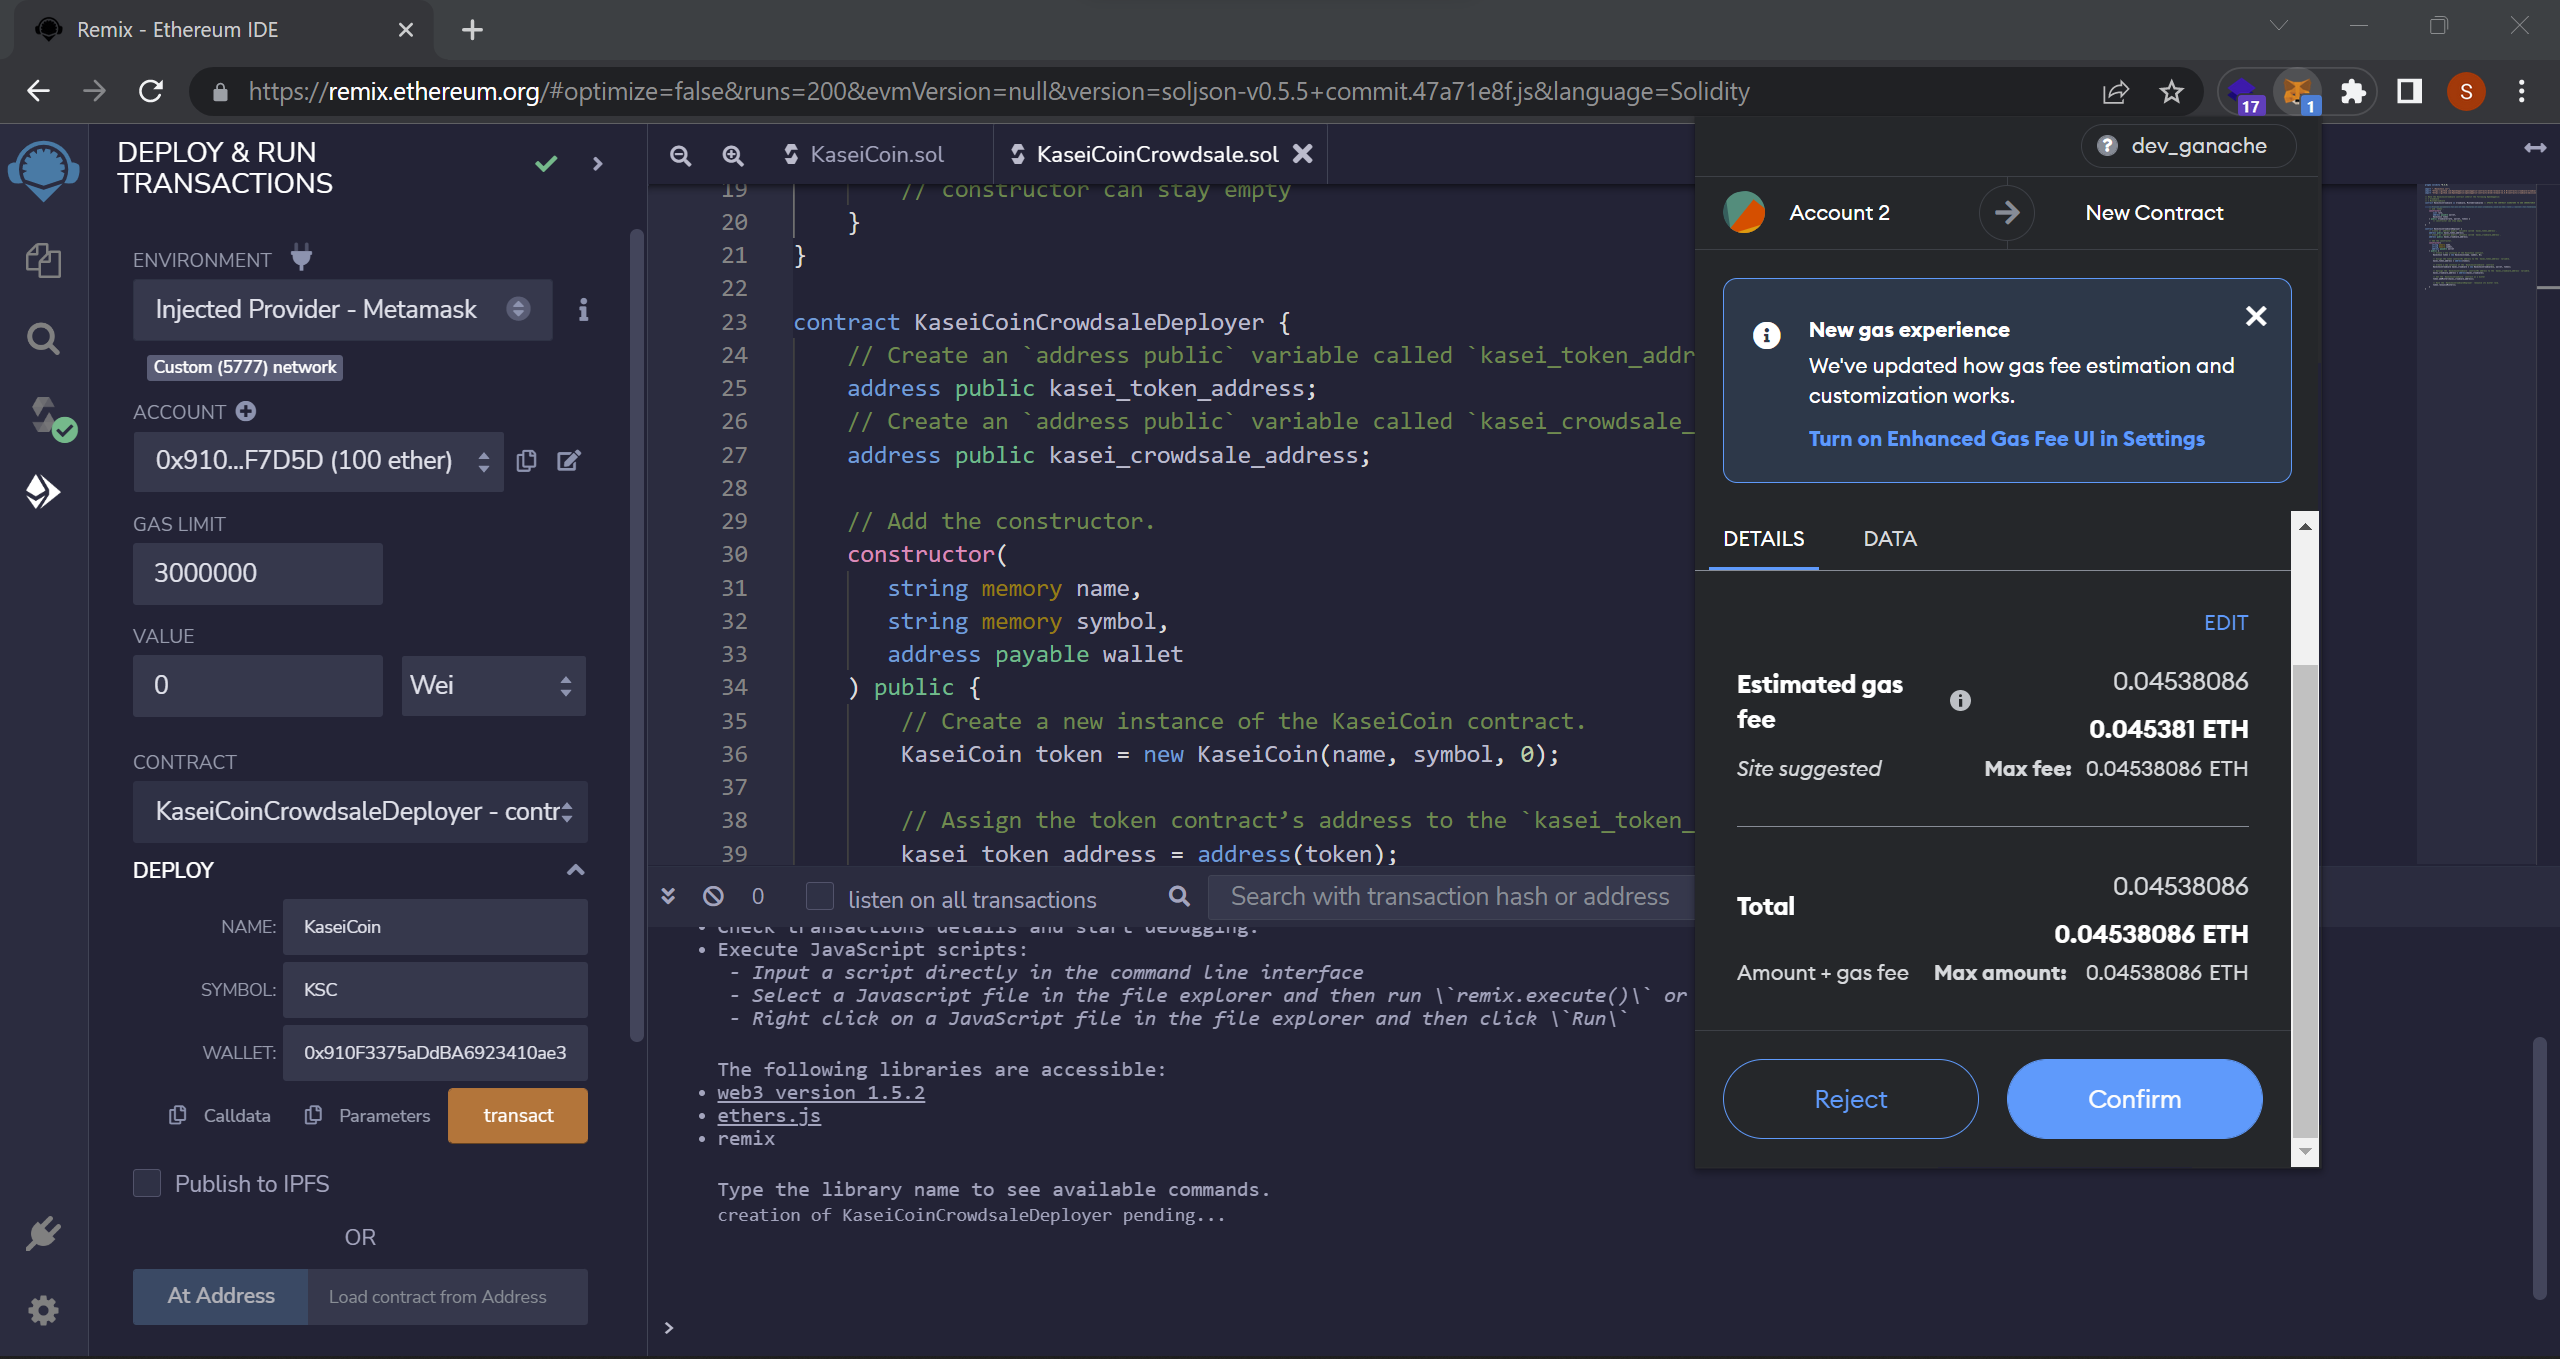 Remix - Ethereum IDE
https://remix.ethereum.org/#optimize=false&runs=200&evmVersion=null&version=soljson-v0.5.5+commit.47a71e8f.js&language=Solidity
17
1
S
DEPLOY & RUN
TRANSACTIONS
ENVIRONMENT
Injected Provider - Metamask
Custom (5777) network
ACCOUNT
0x910...F7D5D (100 ether)
GAS LIMIT
3000000
VALUE
0
Wei
CONTRACT
KaseiCoinCrowdsaleDeployer - contr
DEPLOY
NAME:
KaseiCoin
SYMBOL:
KSC
WALLET:
0x910F3375aDdBA6923410ae3
Calldata
Parameters
transact
Publish to IPFS
OR
At Address
Load contract from Address
KaseiCoin.sol
KaseiCoinCrowdsale.sol
19 // constructor can stay empty
20 }
21 }
22
23 contract KaseiCoinCrowdsaleDeployer {
24 // Create an `address public` variable called `kasei_token_addr
25 address public kasei_token_address;
26 // Create an `address public` variable called `kasei_crowdsale_
27 address public kasei_crowdsale_address;
28
29 // Add the constructor.
30 constructor(
31 string memory name,
32 string memory symbol,
33 address payable wallet
34 ) public {
35 // Create a new instance of the KaseiCoin contract.
36 KaseiCoin token = new KaseiCoin(name, symbol, 0);
37
38 // Assign the token contract’s address to the `kasei_token_
39 kasei_token_address = address(token);
0
listen on all transactions
Search with transaction hash or address
• Check transactions details and start debugging.
• Execute JavaScript scripts:
- Input a script directly in the command line interface
- Select a Javascript file in the file explorer and then run \`remix.execute()\` or
- Right click on a JavaScript file in the file explorer and then click \`Run\`
The following libraries are accessible:
• web3 version 1.5.2
• ethers.js
• remix
Type the library name to see available commands.
creation of KaseiCoinCrowdsaleDeployer pending...
>
dev_ganache
Account 2
New Contract
New gas experience
We've updated how gas fee estimation and
customization works.
Turn on Enhanced Gas Fee UI in Settings
DETAILS
DATA
EDIT
Estimated gas
fee
0.04538086
0.045381 ETH
Site suggested
Max fee: 0.04538086 ETH
Total
0.04538086
0.04538086 ETH
Amount + gas fee
Max amount: 0.04538086 ETH
Reject
Confirm